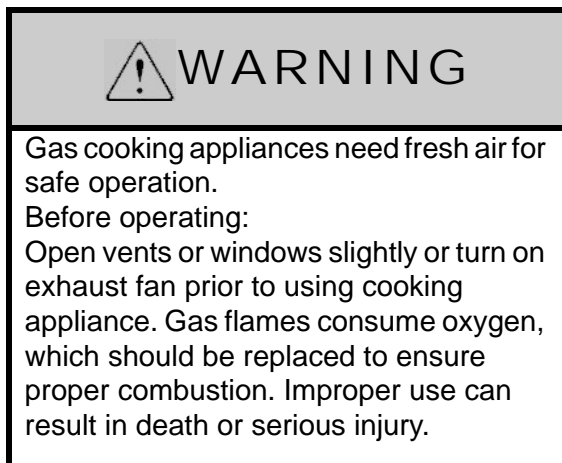 WARNING
Gas cooking appliances need fresh air for
safe operation.
Before operating:
Open vents or windows slightly or turn on
exhaust fan prior to using cooking
appliance. Gas flames consume oxygen,
which should be replaced to ensure
proper combustion. Improper use can
result in death or serious injury.